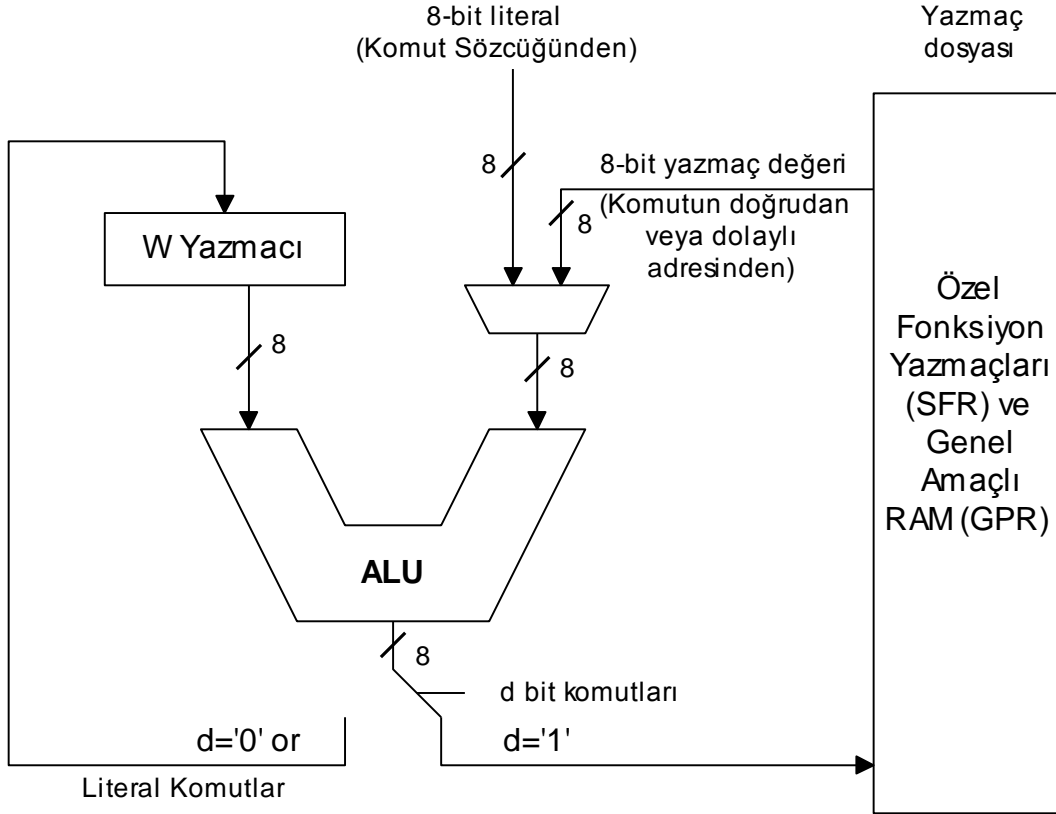 8-bit literal
(Komut Sözcüğünden)
Yazmaç
dosyası
8
8-bit yazmaç değeri
8
(Komutun doğrudan
veya dolaylı
adresinden)
W Yazmacı
Özel
Fonksiyon
Yazmaçları
(SFR) ve
Genel
Amaçlı
RAM (GPR)
8
8
ALU
8
d bit komutları
d='0' or
d='1'
Literal Komutlar